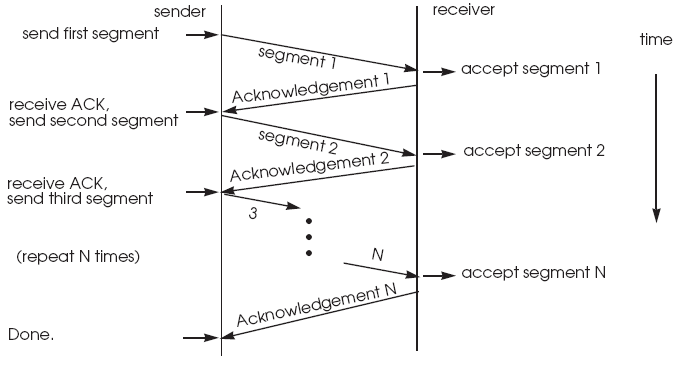 sender
receiver
send first segment
time
segment 1
accept segment 1
Acknowledgement 1
receive ACK,
send second segment
segment 2
accept segment 2
Acknowledgement 2
receive ACK,
send third segment
3
(repeat N times)
N
accept segment N
Acknowledgement N
Done.